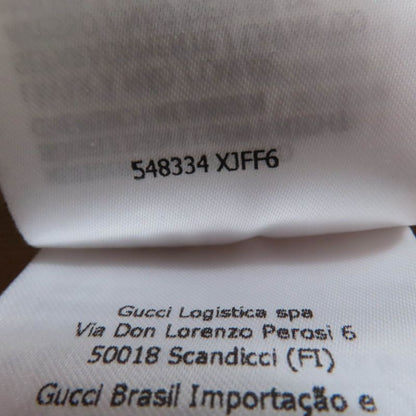 548334 XJFF6
Gucci Logistica spa
Via Don Lorenzo Perosi 6
50018 Scandicci (FI)
Gucci Brasil Importação e